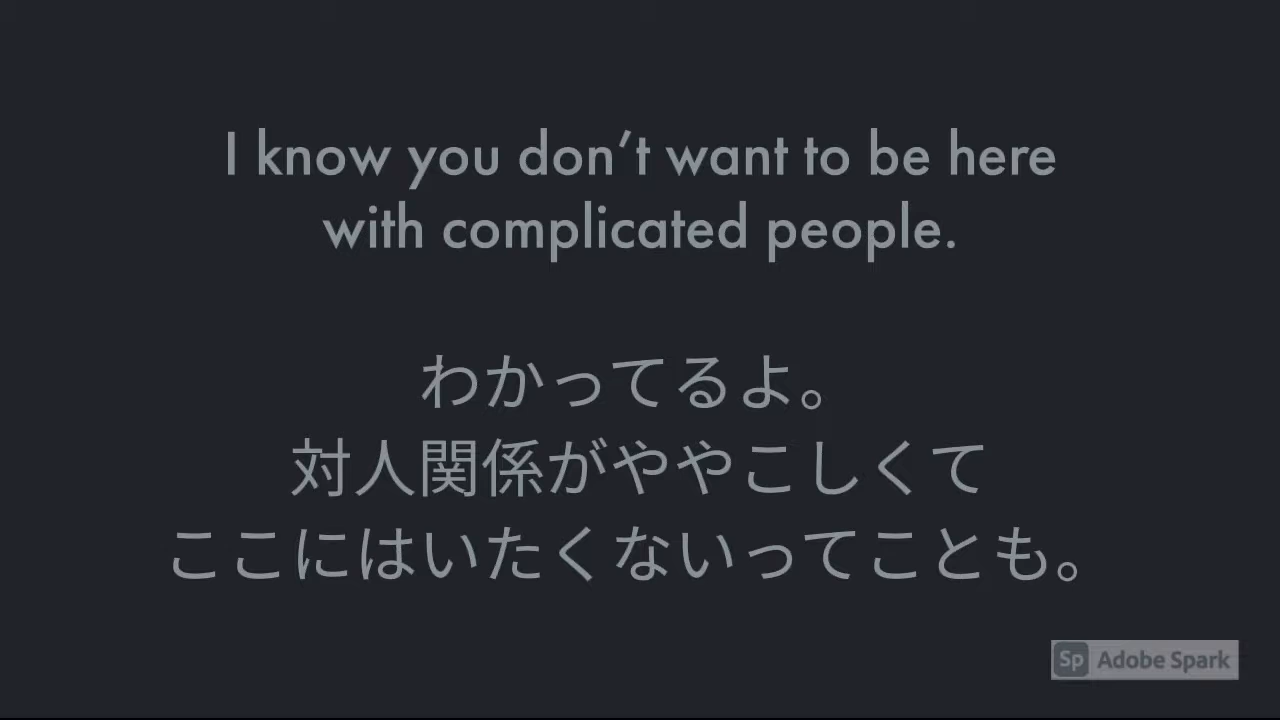 I know you don’t want to be here
with complicated people.
わかってるよ。
対人関係がややこしくて
ここにはいたくないってことも。
Sp Adobe Spark